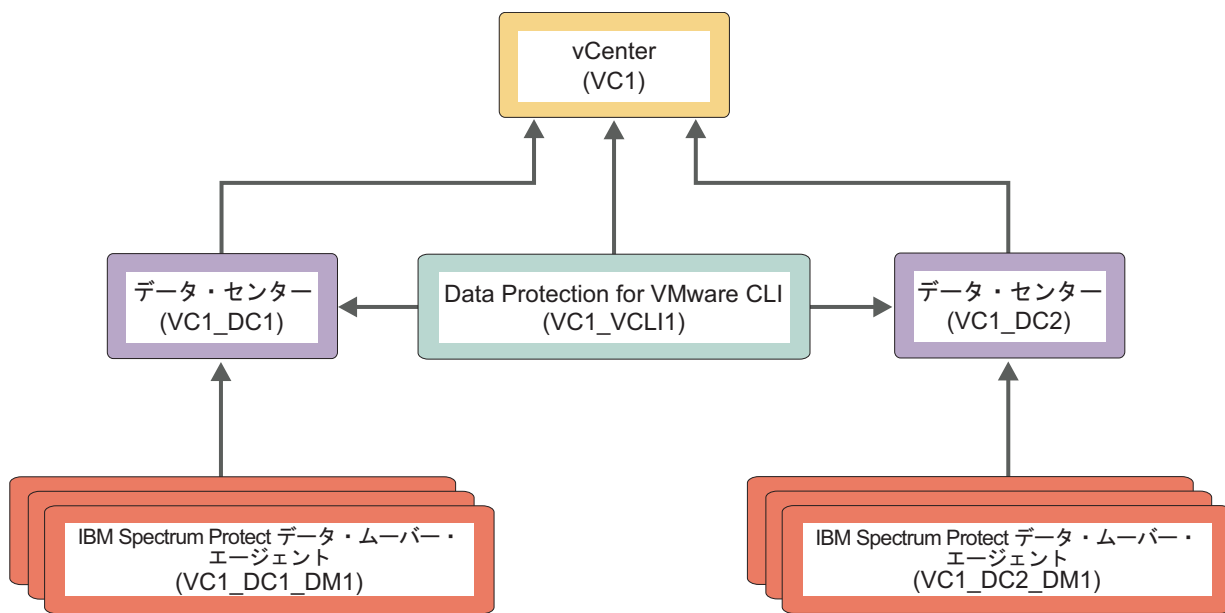 vCenter
(VC1)
データ・センター
(VC1_DC1)
Data Protection for VMware CLI
(VC1_VCLI1)
データ・センター
(VC1_DC2)
IBM Spectrum Protect データ・ムーバー・
エージェント
(VC1_DC1_DM1)
IBM Spectrum Protect データ・ムーバー・
エージェント
(VC1_DC2_DM1)